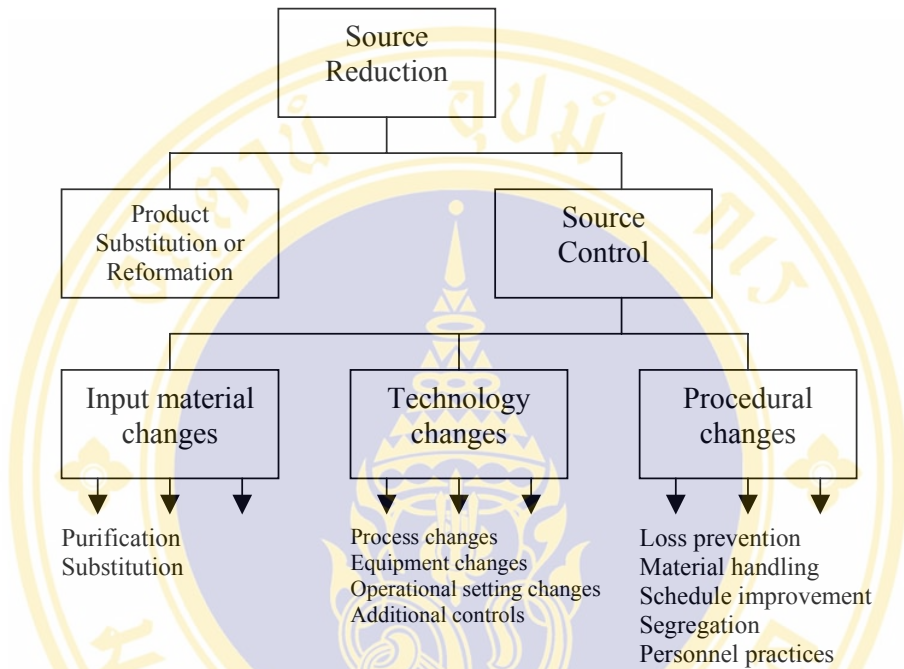 Source
Reduction
Product
Substitution or
Reformation
Source
Control
Input material
changes
Technology
changes
Procedural
changes
Purification
Substitution
Process changes
Equipment changes
Operational setting changes
Additional controls
Loss prevention
Material handling
Schedule improvement
Segregation
Personnel practices